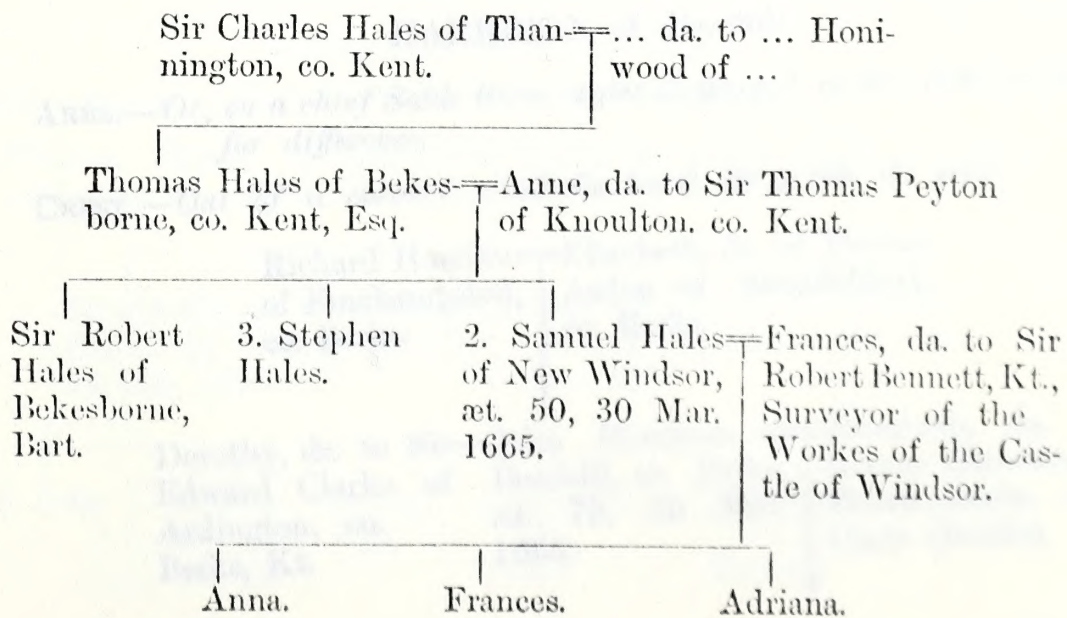 Sir Charles Hales of Than-
nington, co. Kent.
... da. to ... Honi-
wood of ...
Thomas Hales of Bekes-
borne, co. Kent, Esq.
Anne, da. to Sir Thomas Peyton
of Knoulton. co. Kent.
Sir Robert
Hales of
Bekesborne,
Bart.
3. Stephen
Hales.
2. Samuel Hales
of New Windsor,
æt. 50, 30 Mar.
1665.
Frances, da. to Sir
Robert Bennett, Kt.,
Surveyor of the
Workes of the Cas-
tle of Windsor.
Anna.
Frances.
Adriana.